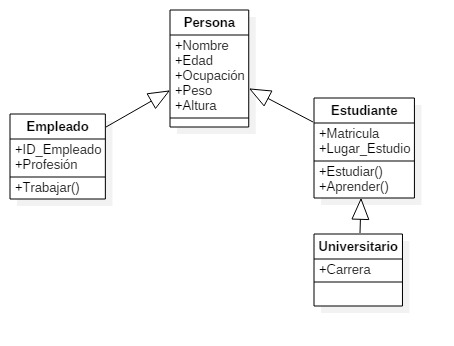 Persona
+Nombre
+Edad
+Ocupación
+Peso
+Altura
Empleado
+ID_Empleado
+Profesión
+Trabajar()
Estudiante
+Matricula
+Lugar_Estudio
+Estudiar()
+Aprender()
Universitario
+Carrera